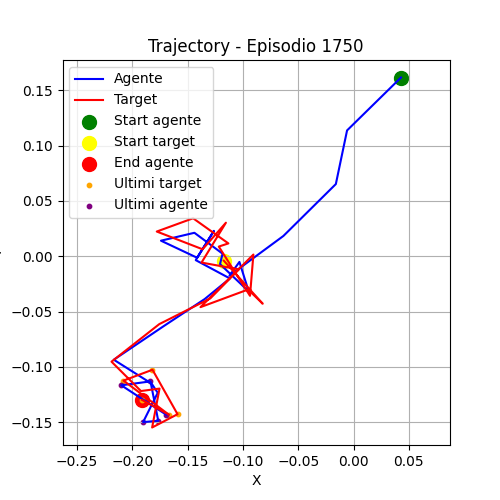 Trajectory - Episodio 1750
Agente
Target
Start agente
Start target
End agente
Ultimi target
Ultimi agente
0.15
0.10
0.05
0.00
−0.05
−0.10
−0.15
−0.25
−0.20
−0.15
−0.10
−0.05
0.00
0.05
X